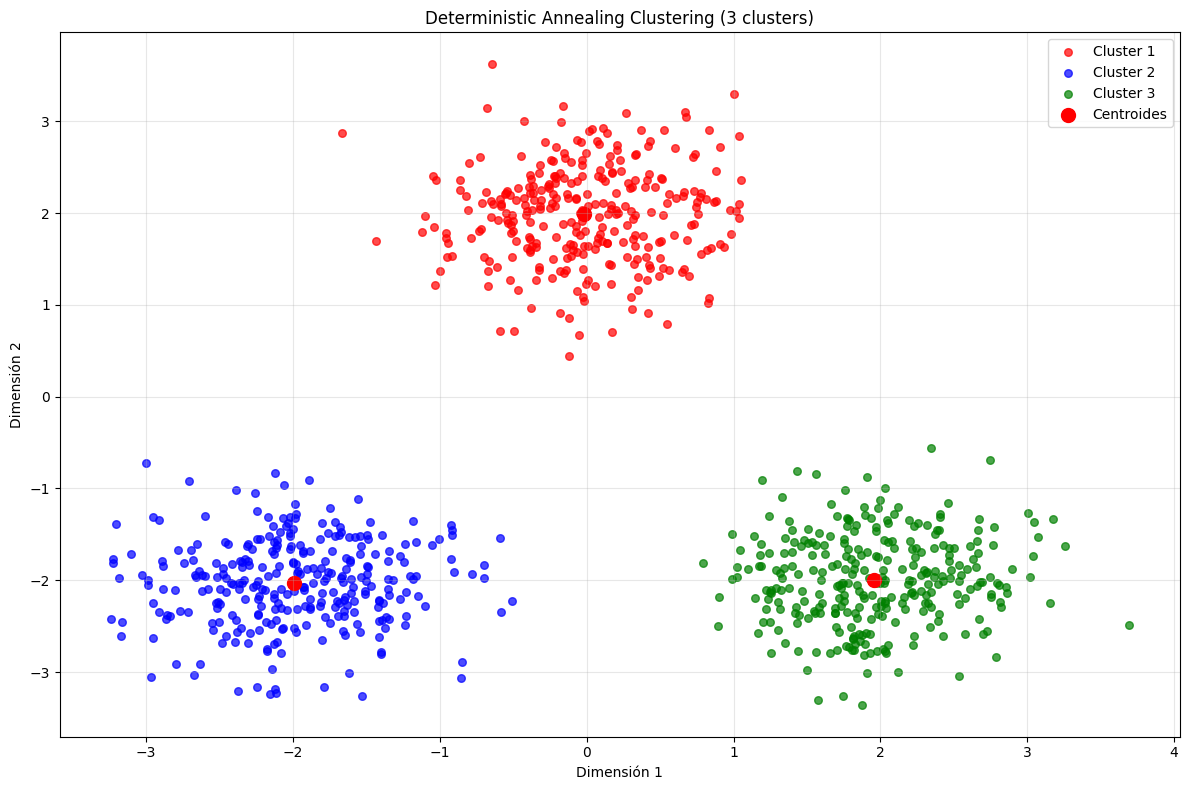 Deterministic Annealing Clustering (3 clusters)
Cluster 1
Cluster 2
Cluster 3
Centroides
Dimensión 2
3
2
1
0
−1
−2
−3
−3
−2
−1
0
1
2
3
4
Dimensión 1